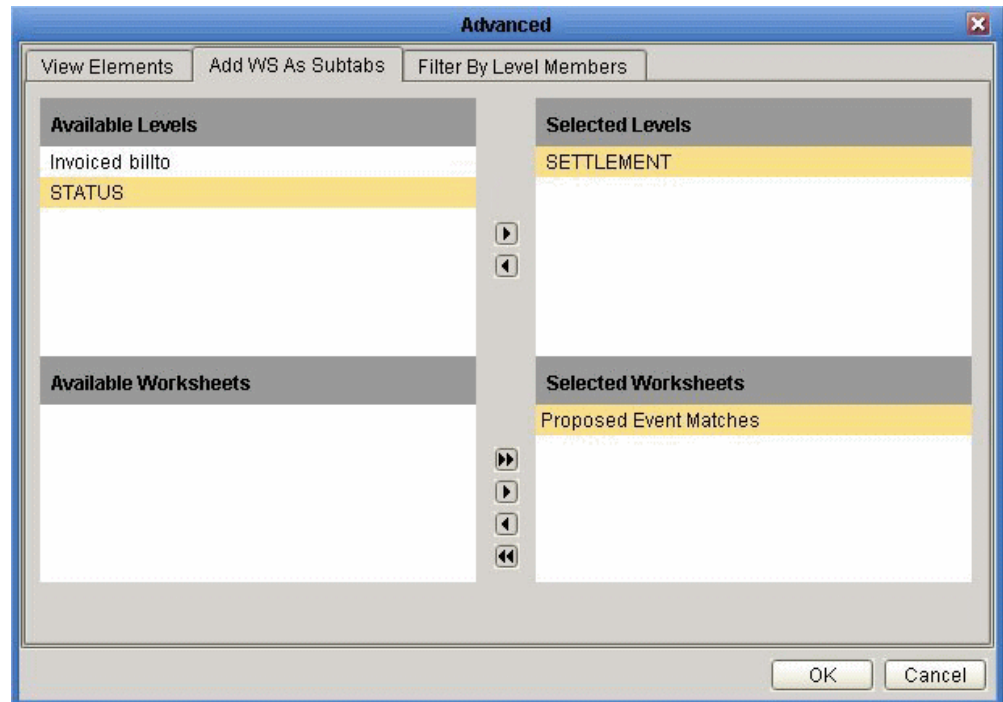 Advanced
View Elements
Add WS As Subtabs
Filter By Level Members
Available Levels
Invoiced billto
STATUS
Selected Levels
SETTLEMENT
Available Worksheets
Selected Worksheets
Proposed Event Matches
OK
Cancel